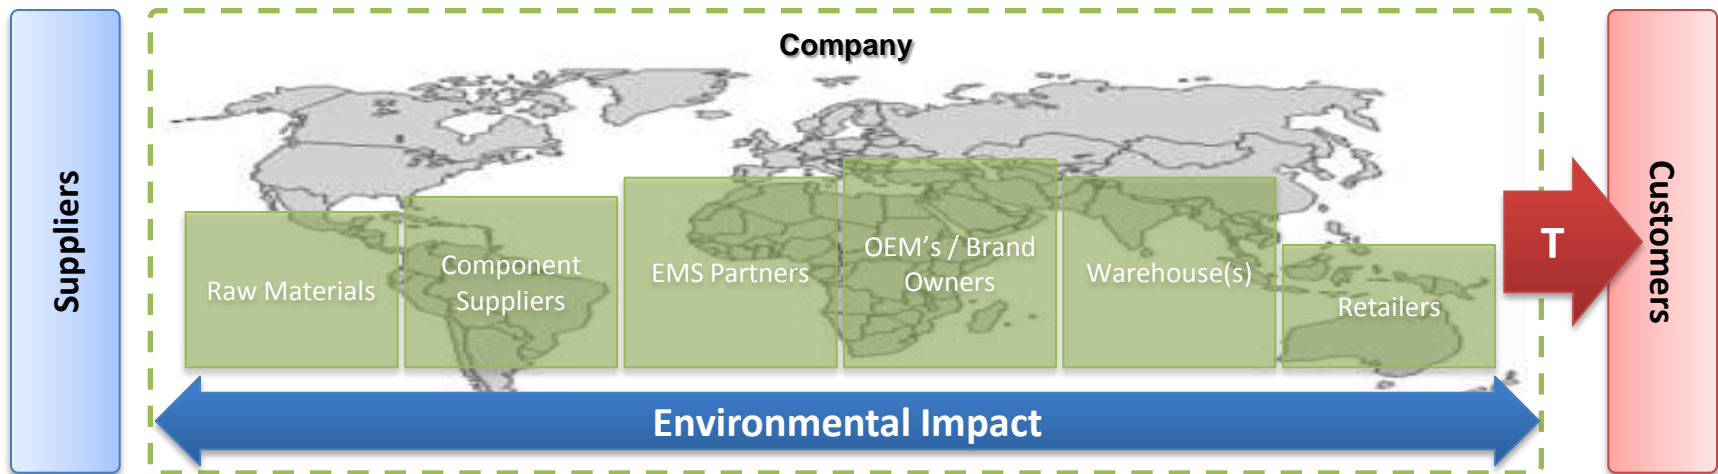 Company
Suppliers
Raw Materials
Component
Suppliers
EMS Partners
OEM's / Brand
Owners
Warehouse(s)
Retailers
T
Customers
Environmental Impact